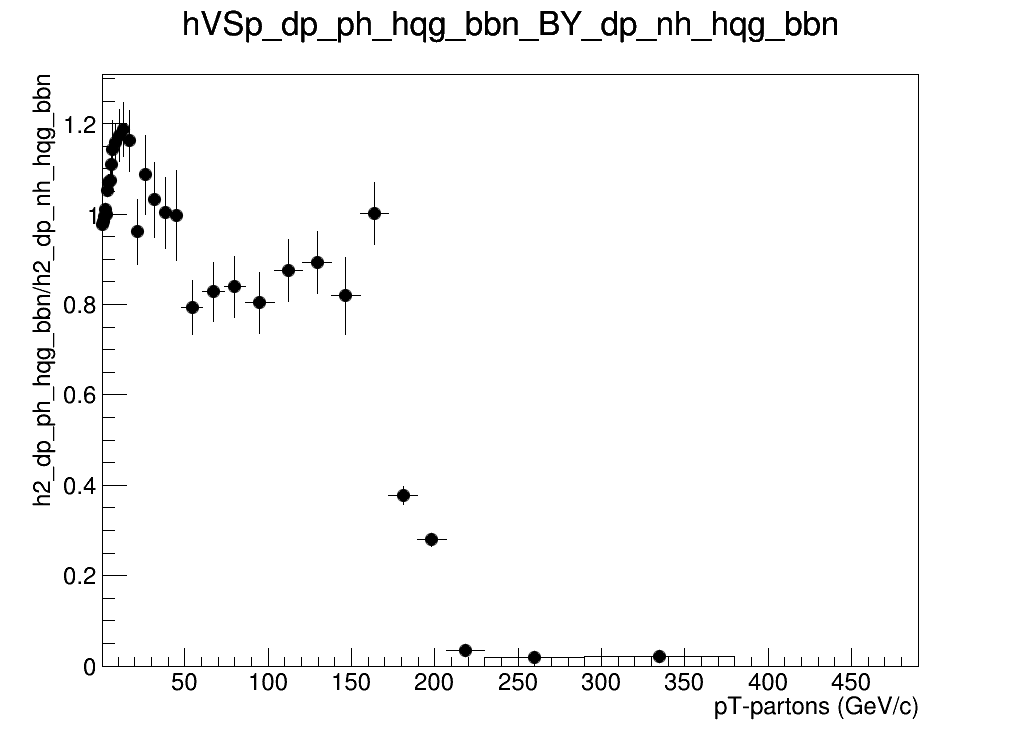 hVSp_dp_ph_hqg_bbn_BY_dp_nh_hqg_bbn
h2_dp_ph_hqg_bbn/h2_dp_nh_hqg_bbn
1.2
1
0.8
0.6
0.4
0.2
0
50 100 150 200 250 300 350 400 450
pT-partons (GeV/c)